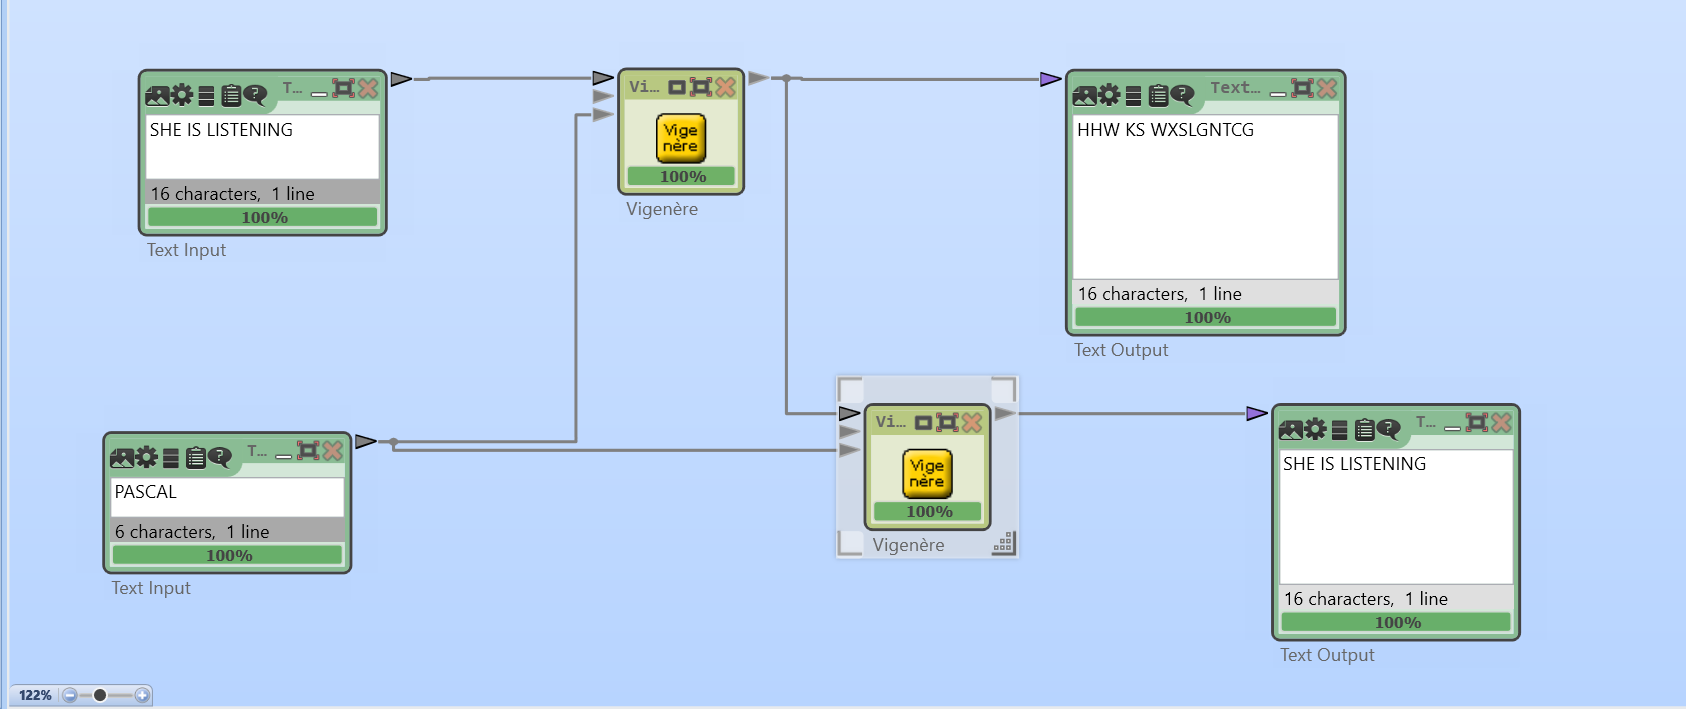 T...
SHE IS LISTENING
16 characters, 1 line
100%
Text Input
Vi...
Vige
nère
100%
Vigenère
Text...
HHW KS WXSLGNTCG
16 characters, 1 line
100%
Text Output
T...
PASCAL
6 characters, 1 line
100%
Text Input
Vi...
Vige
nère
100%
Vigenère
T...
SHE IS LISTENING
16 characters, 1 line
100%
Text Output
122%